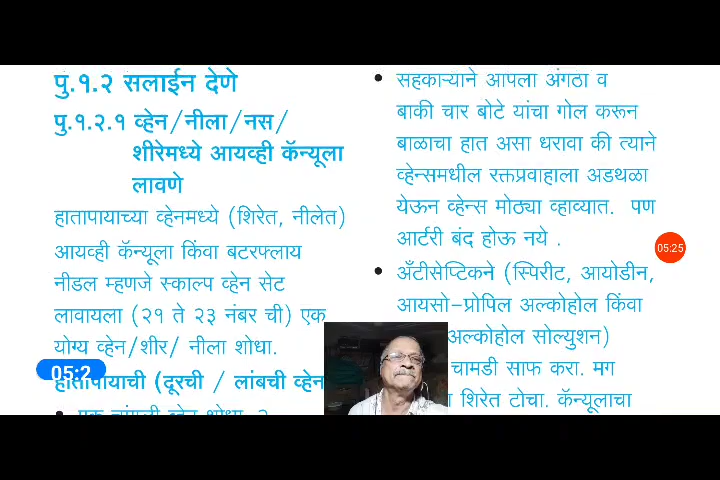 पु.१.२ सलाईन देणे
पु.१.२.१ व्हेन/नीला/नस/
शीरेमध्ये आयव्ही कॅन्यूला
लावणे
हातापायाच्या व्हेनमध्ये (शिरेत, नीलेत)
आयव्ही कॅन्यूला किंवा बटरफ्लाय
नीडल म्हणजे स्काल्प व्हेन सेट
लावायला (२१ ते २३ नंबर ची) एक
योग्य व्हेन/शीर/ नीला शोधा.
05:2
हातापायाची (दूरची / लांबची व्हेन
• सहकाऱ्याने आपला अंगठा व
बाकी चार बोटे यांचा गोल करून
बाळाचा हात असा धरावा की त्याने
व्हेन्समधील रक्तप्रवाहाला अडथळा
येऊन व्हेन्स मोठ्या व्हाव्यात. पण
आर्टरी बंद होऊ नये .
05:25
• अँटीसेप्टिकने (स्पिरीट, आयोडीन,
आयसो-प्रोपिल अल्कोहोल किंवा
अल्कोहोल सोल्युशन)
चामडी साफ करा. मग
शिरेत टोचा. कॅन्यूलाचा